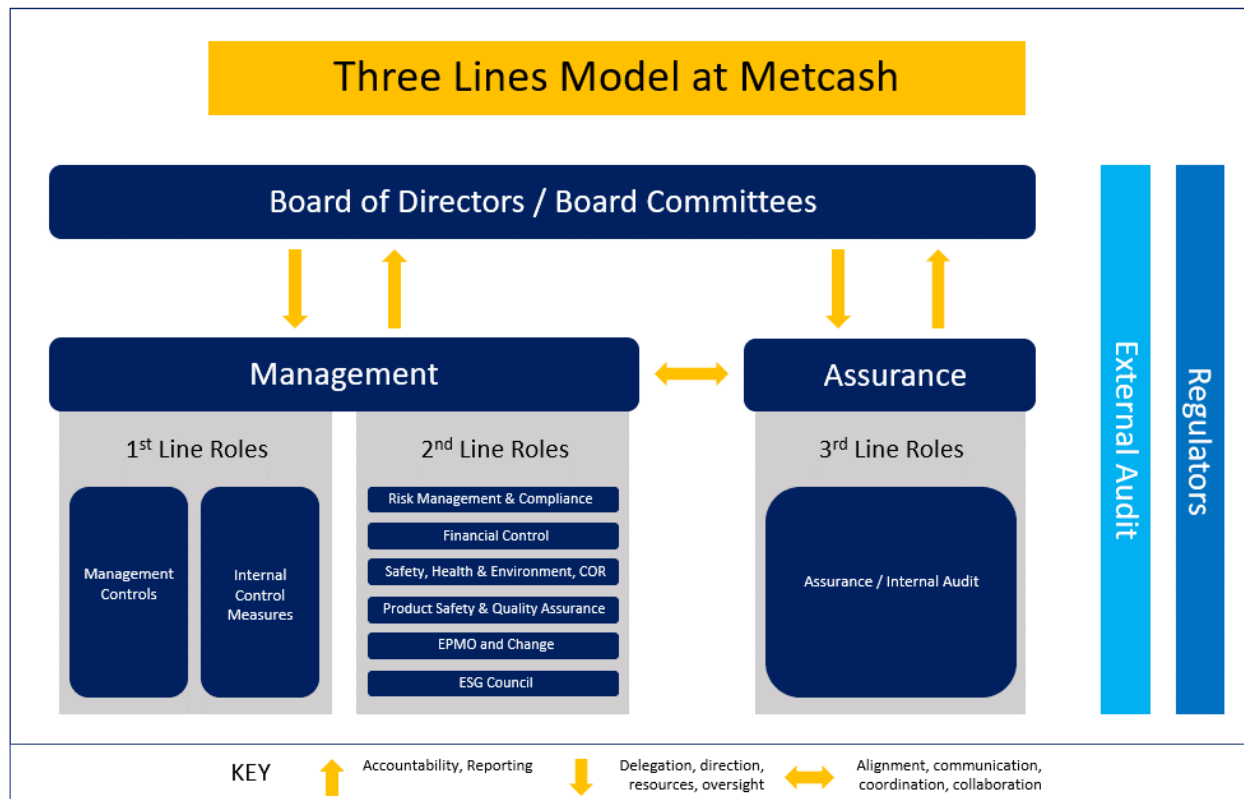 Three Lines Model at Metcash
Board of Directors / Board Committees
Management
Assurance
1st Line Roles
2nd Line Roles
3rd Line Roles
Management
Controls
Internal
Control
Measures
Risk Management & Compliance
Financial Control
Safety, Health & Environment, COR
Product Safety & Quality Assurance
EPMO and Change
ESG Council
Assurance / Internal Audit
External Audit
Regulators
KEY
Accountability, Reporting
Delegation, direction,
resources, oversight
Alignment, communication,
coordination, collaboration